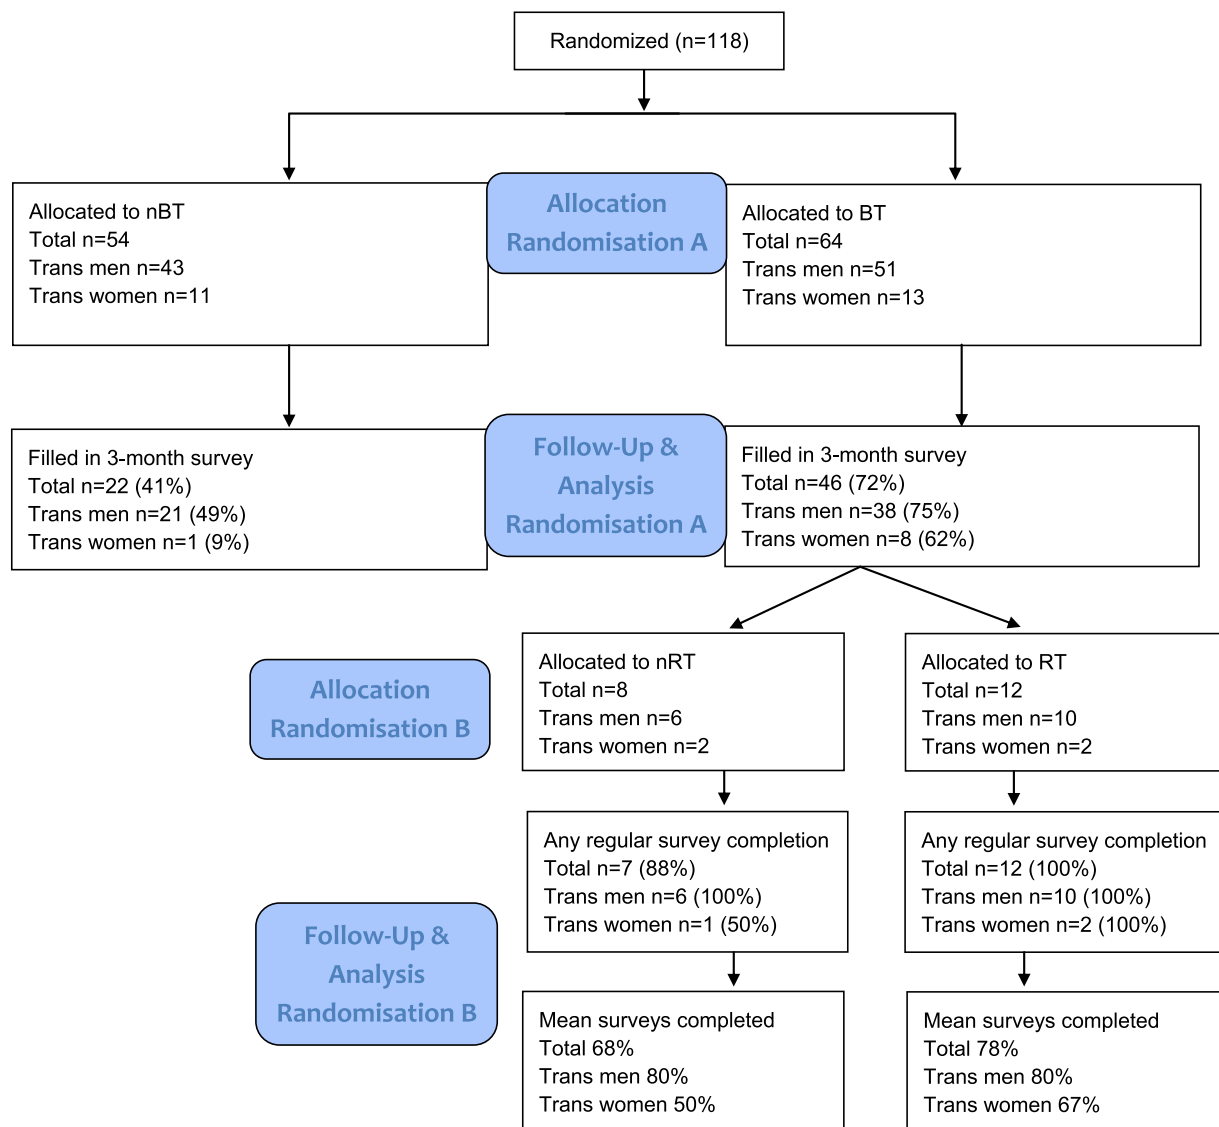 Randomized (n=118)
Allocated to nBT
Total n=54
Trans men n=43
Trans women n=11
Allocation
Randomisation A
Allocated to BT
Total n=64
Trans men n=51
Trans women n=13
Filled in 3-month survey
Total n=22 (41%)
Trans men n=21 (49%)
Trans women n=1 (9%)
Follow-Up &
Analysis
Randomisation A
Filled in 3-month survey
Total n=46 (72%)
Trans men n=38 (75%)
Trans women n=8 (62%)
Allocation
Randomisation B
Allocated to nRT
Total n=8
Trans men n=6
Trans women n=2
Allocated to RT
Total n=12
Trans men n=10
Trans women n=2
Follow-Up &
Analysis
Randomisation B
Any regular survey completion
Total n=7 (88%)
Trans men n=6 (100%)
Trans women n=1 (50%)
Any regular survey completion
Total n=12 (100%)
Trans men n=10 (100%)
Trans women n=2 (100%)
Mean surveys completed
Total 68%
Trans men 80%
Trans women 50%
Mean surveys completed
Total 78%
Trans men 80%
Trans women 67%